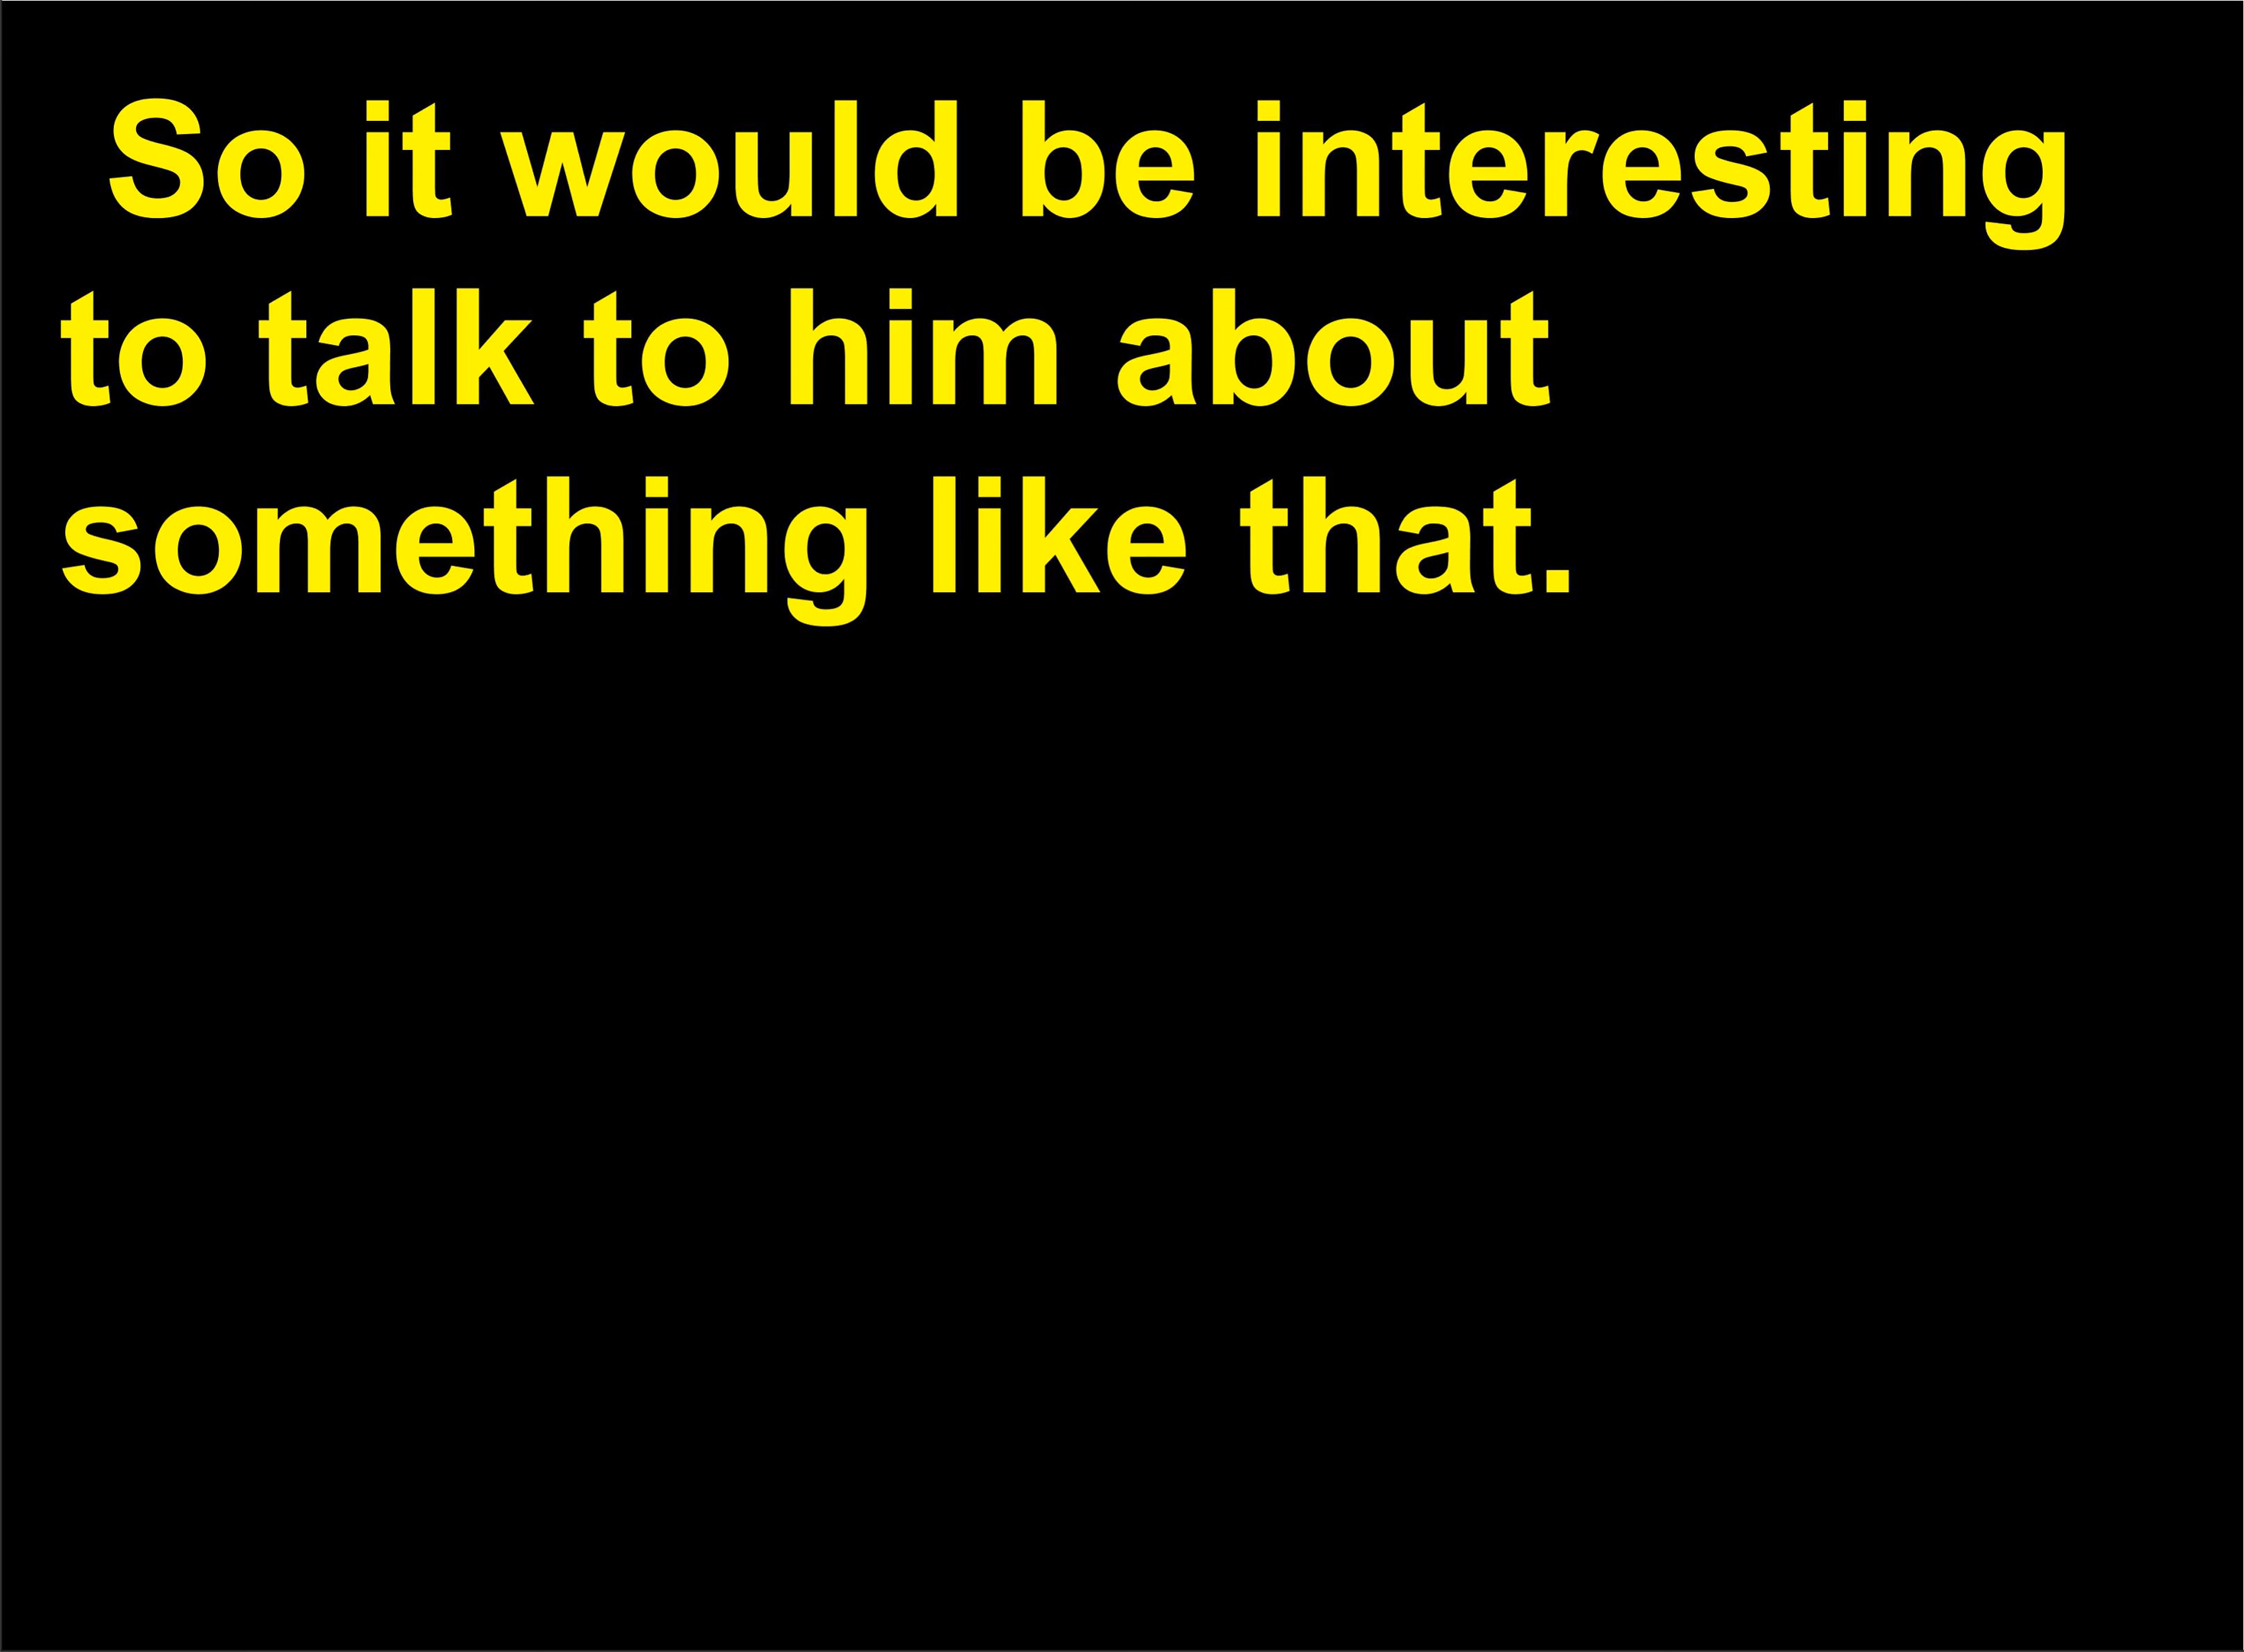 So it would be interesting
to talk to him about
something like that.